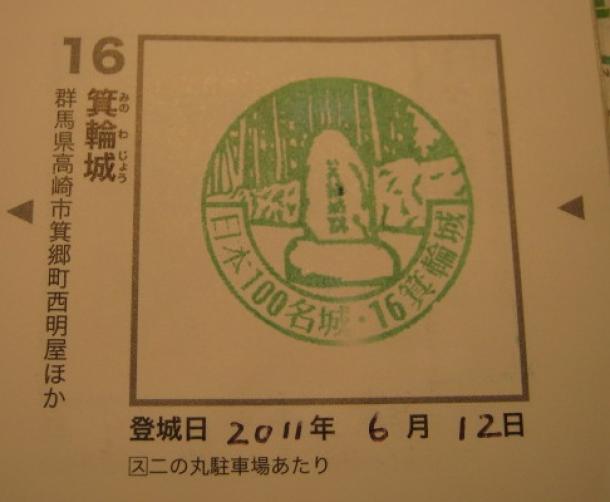 16
箕輪城
みのわじょう
群馬県高崎市箕郷町西明屋ほか
日本100名城・16箕輪城
登城日 2011年 6月 12日
ス二の丸駐車場あたり